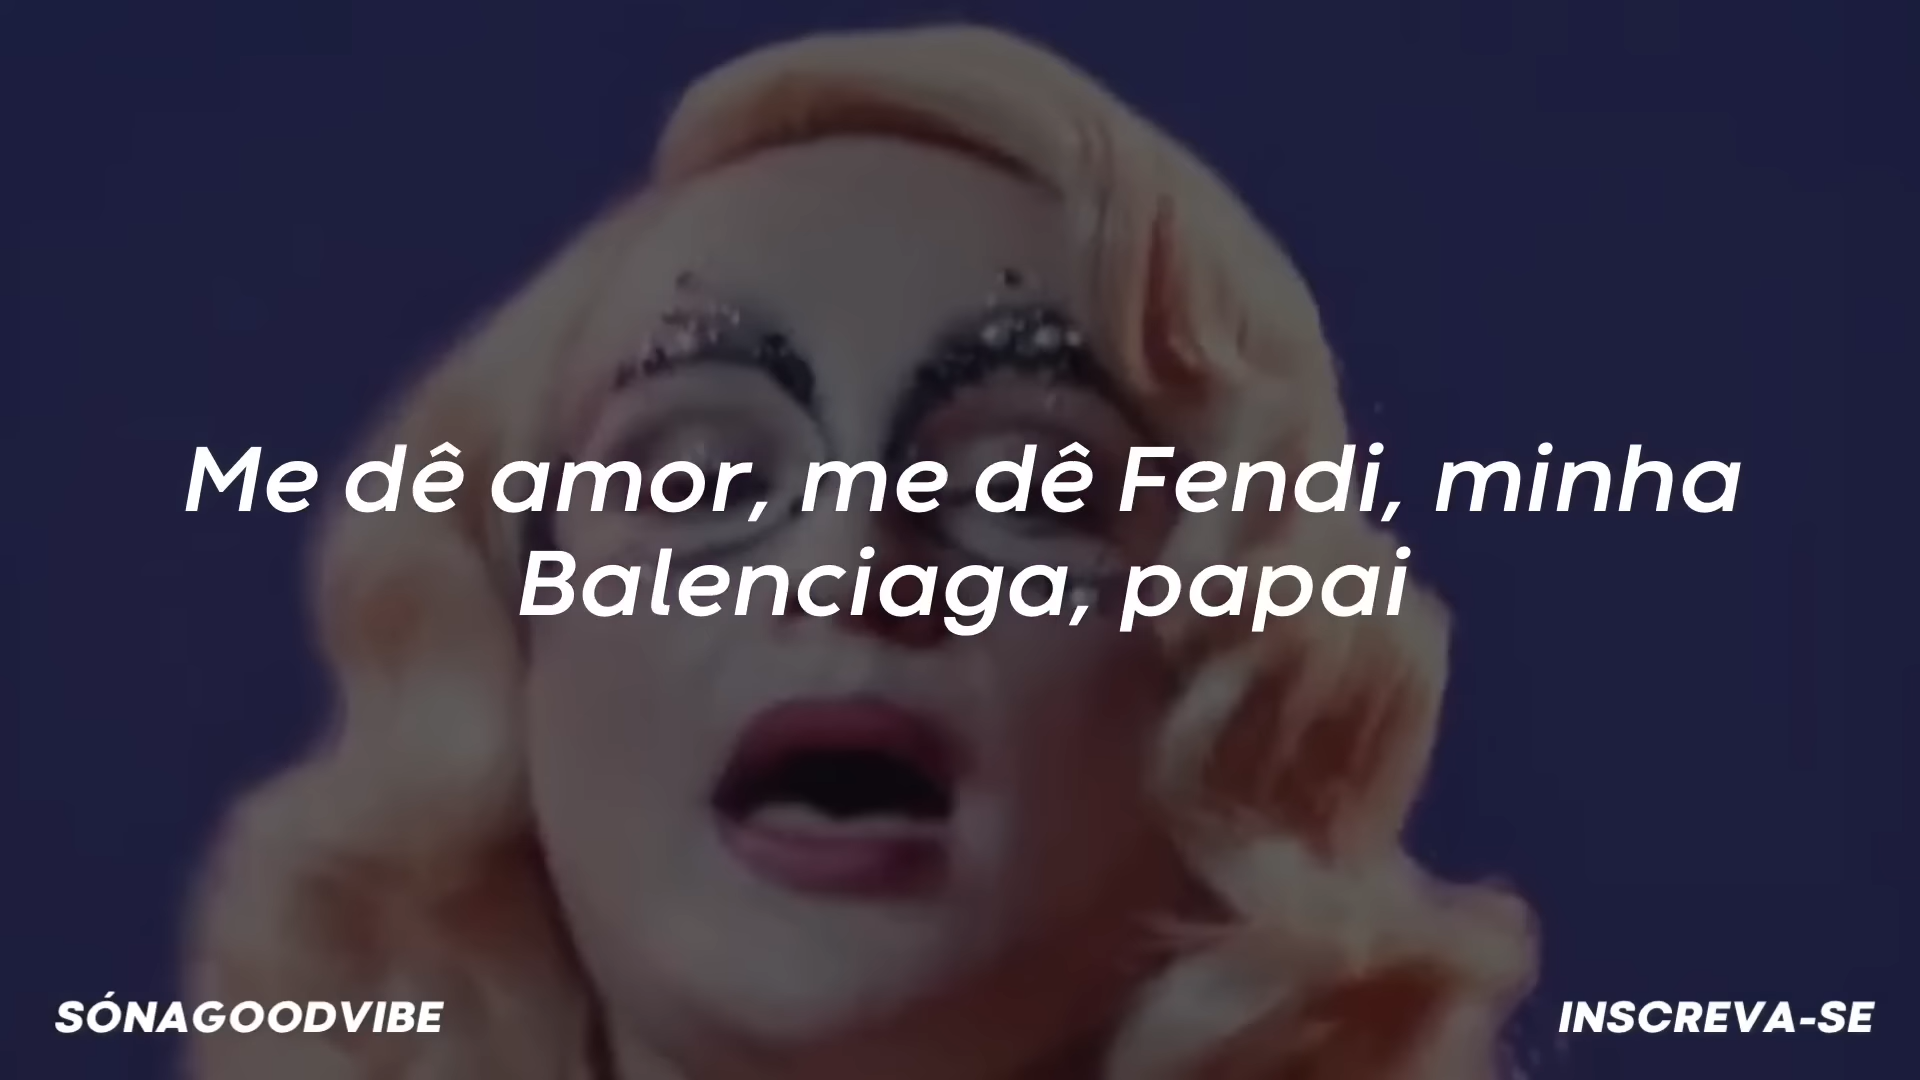 Me dê amor, me dê Fendi, minha
Balenciaga, papai
SÓNAGOODVIBE
INSCREVA-SE